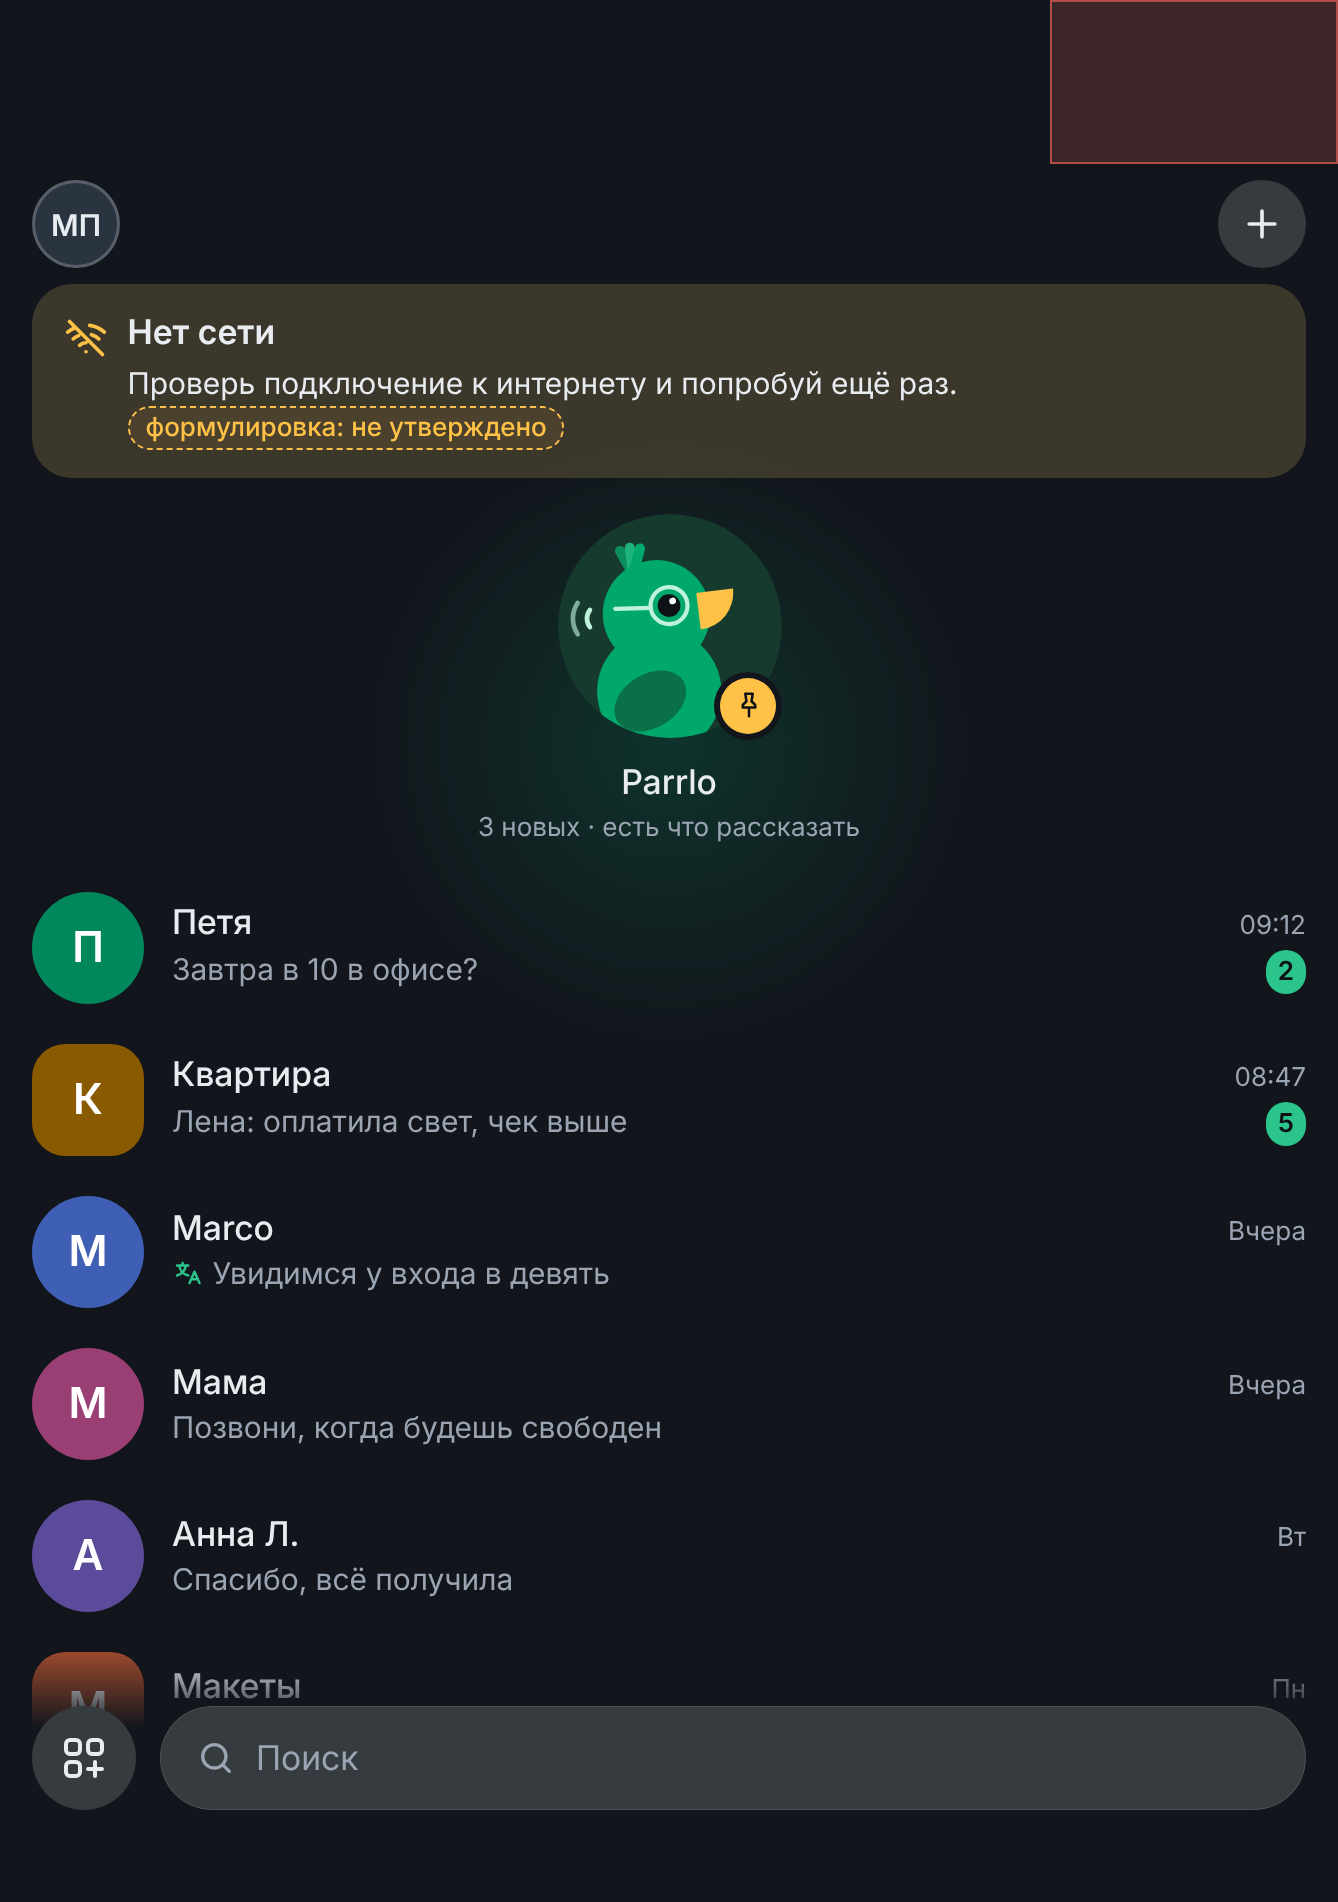 МП
Нет сети
Проверь подключение к интернету и попробуй ещё раз.
формулировка: не утверждено
Parrlo
3 новых · есть что рассказать
П
Петя
09:12
Завтра в 10 в офисе?
2
К
Квартира
08:47
Лена: оплатила свет, чек выше
5
M
Marco
Вчера
Увидимся у входа в девять
М
Мама
Вчера
Позвони, когда будешь свободен
А
Анна Л.
Вт
Спасибо, всё получила
М
Макеты
Пн
Поиск